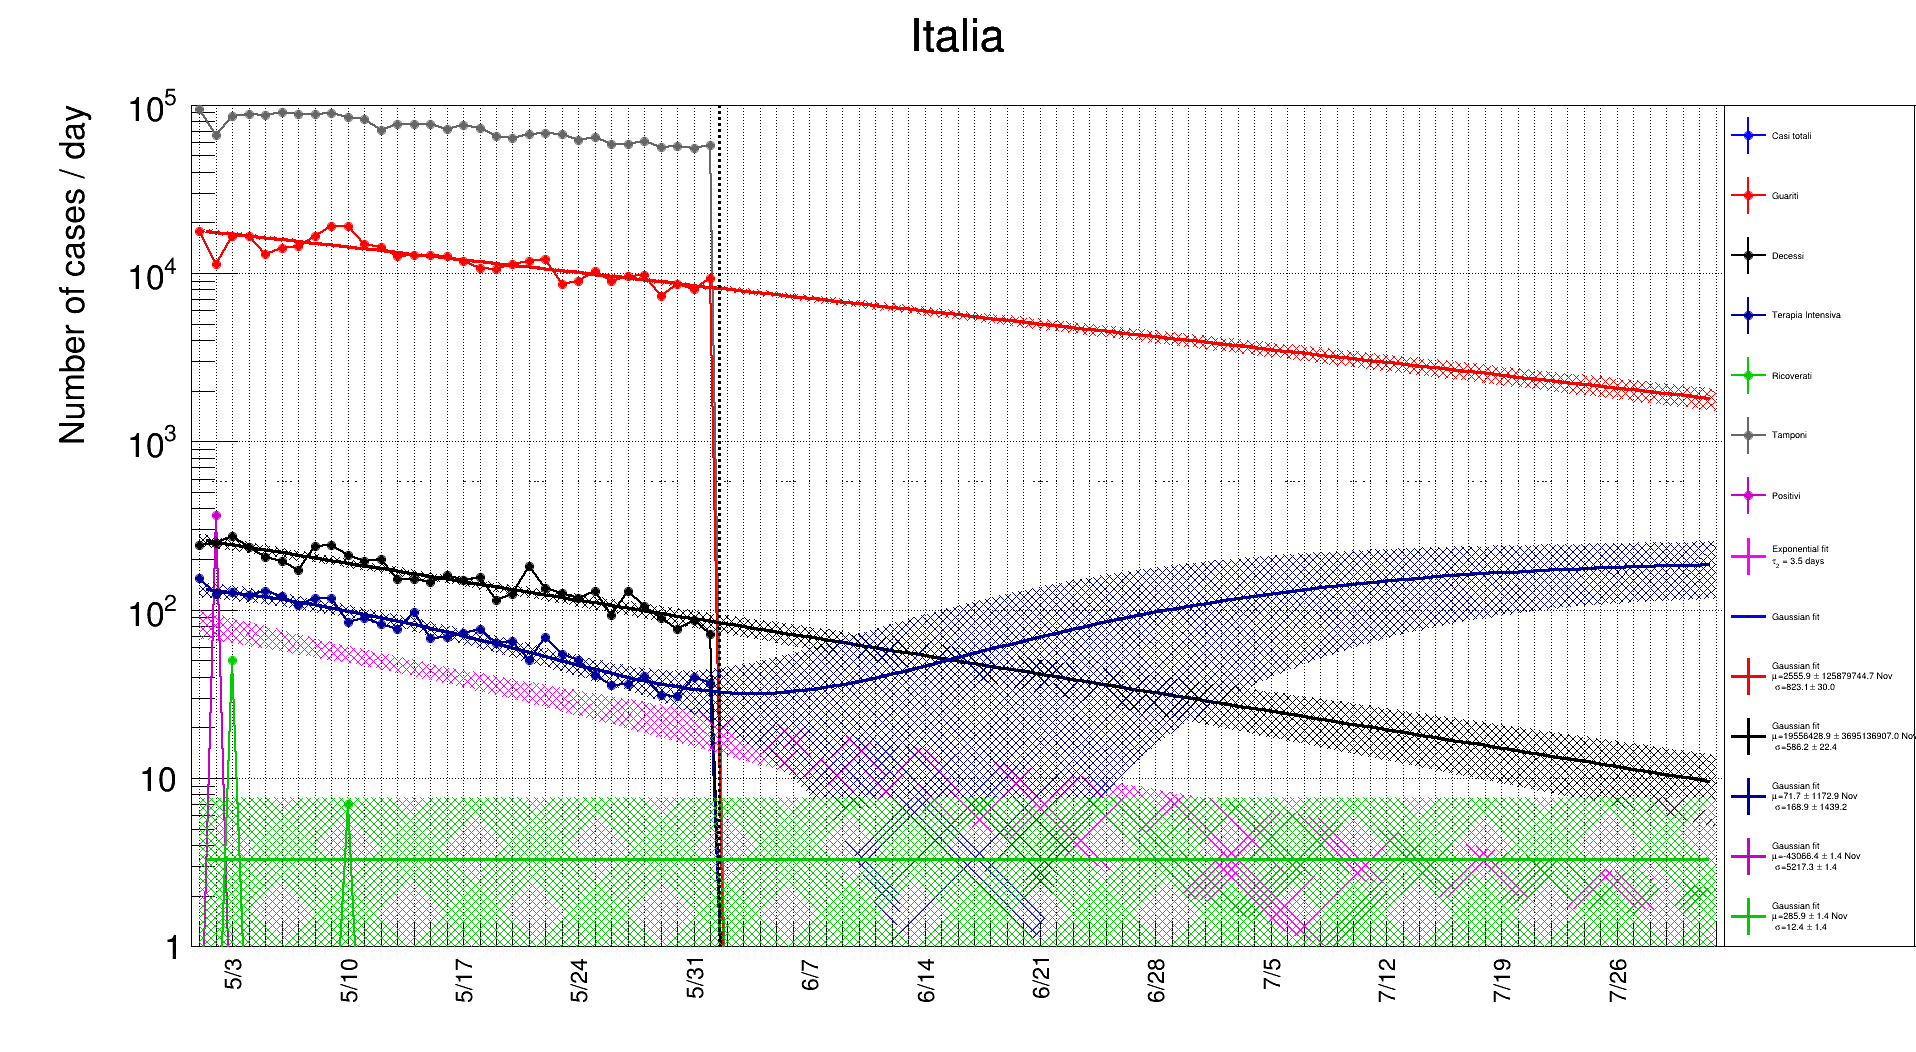 Italia
Number of cases / day
10^5
10^4
10^3
10^2
10
1
5/3
5/10
5/17
5/24
5/31
6/7
6/14
6/21
6/28
7/5
7/12
7/19
7/26
Casi totali
Guariti
Decessi
Terapia Intensiva
Ricoverati
Tamponi
Positivi
Exponential fit
τ₂ = 3.5 days
Gaussian fit
Gaussian fit
μ=2555.9 ± 125879744.7 Nov
σ=823.1± 30.0
Gaussian fit
μ=19556428.9 ± 3695136907.0 Nov
σ=586.2 ± 22.4
Gaussian fit
μ=71.7 ± 1172.9 Nov
σ=168.9 ± 1439.2
Gaussian fit
μ=-43066.4 ± 1.4 Nov
σ=5217.3 ± 1.4
Gaussian fit
μ=285.9 ± 1.4 Nov
σ=12.4 ± 1.4